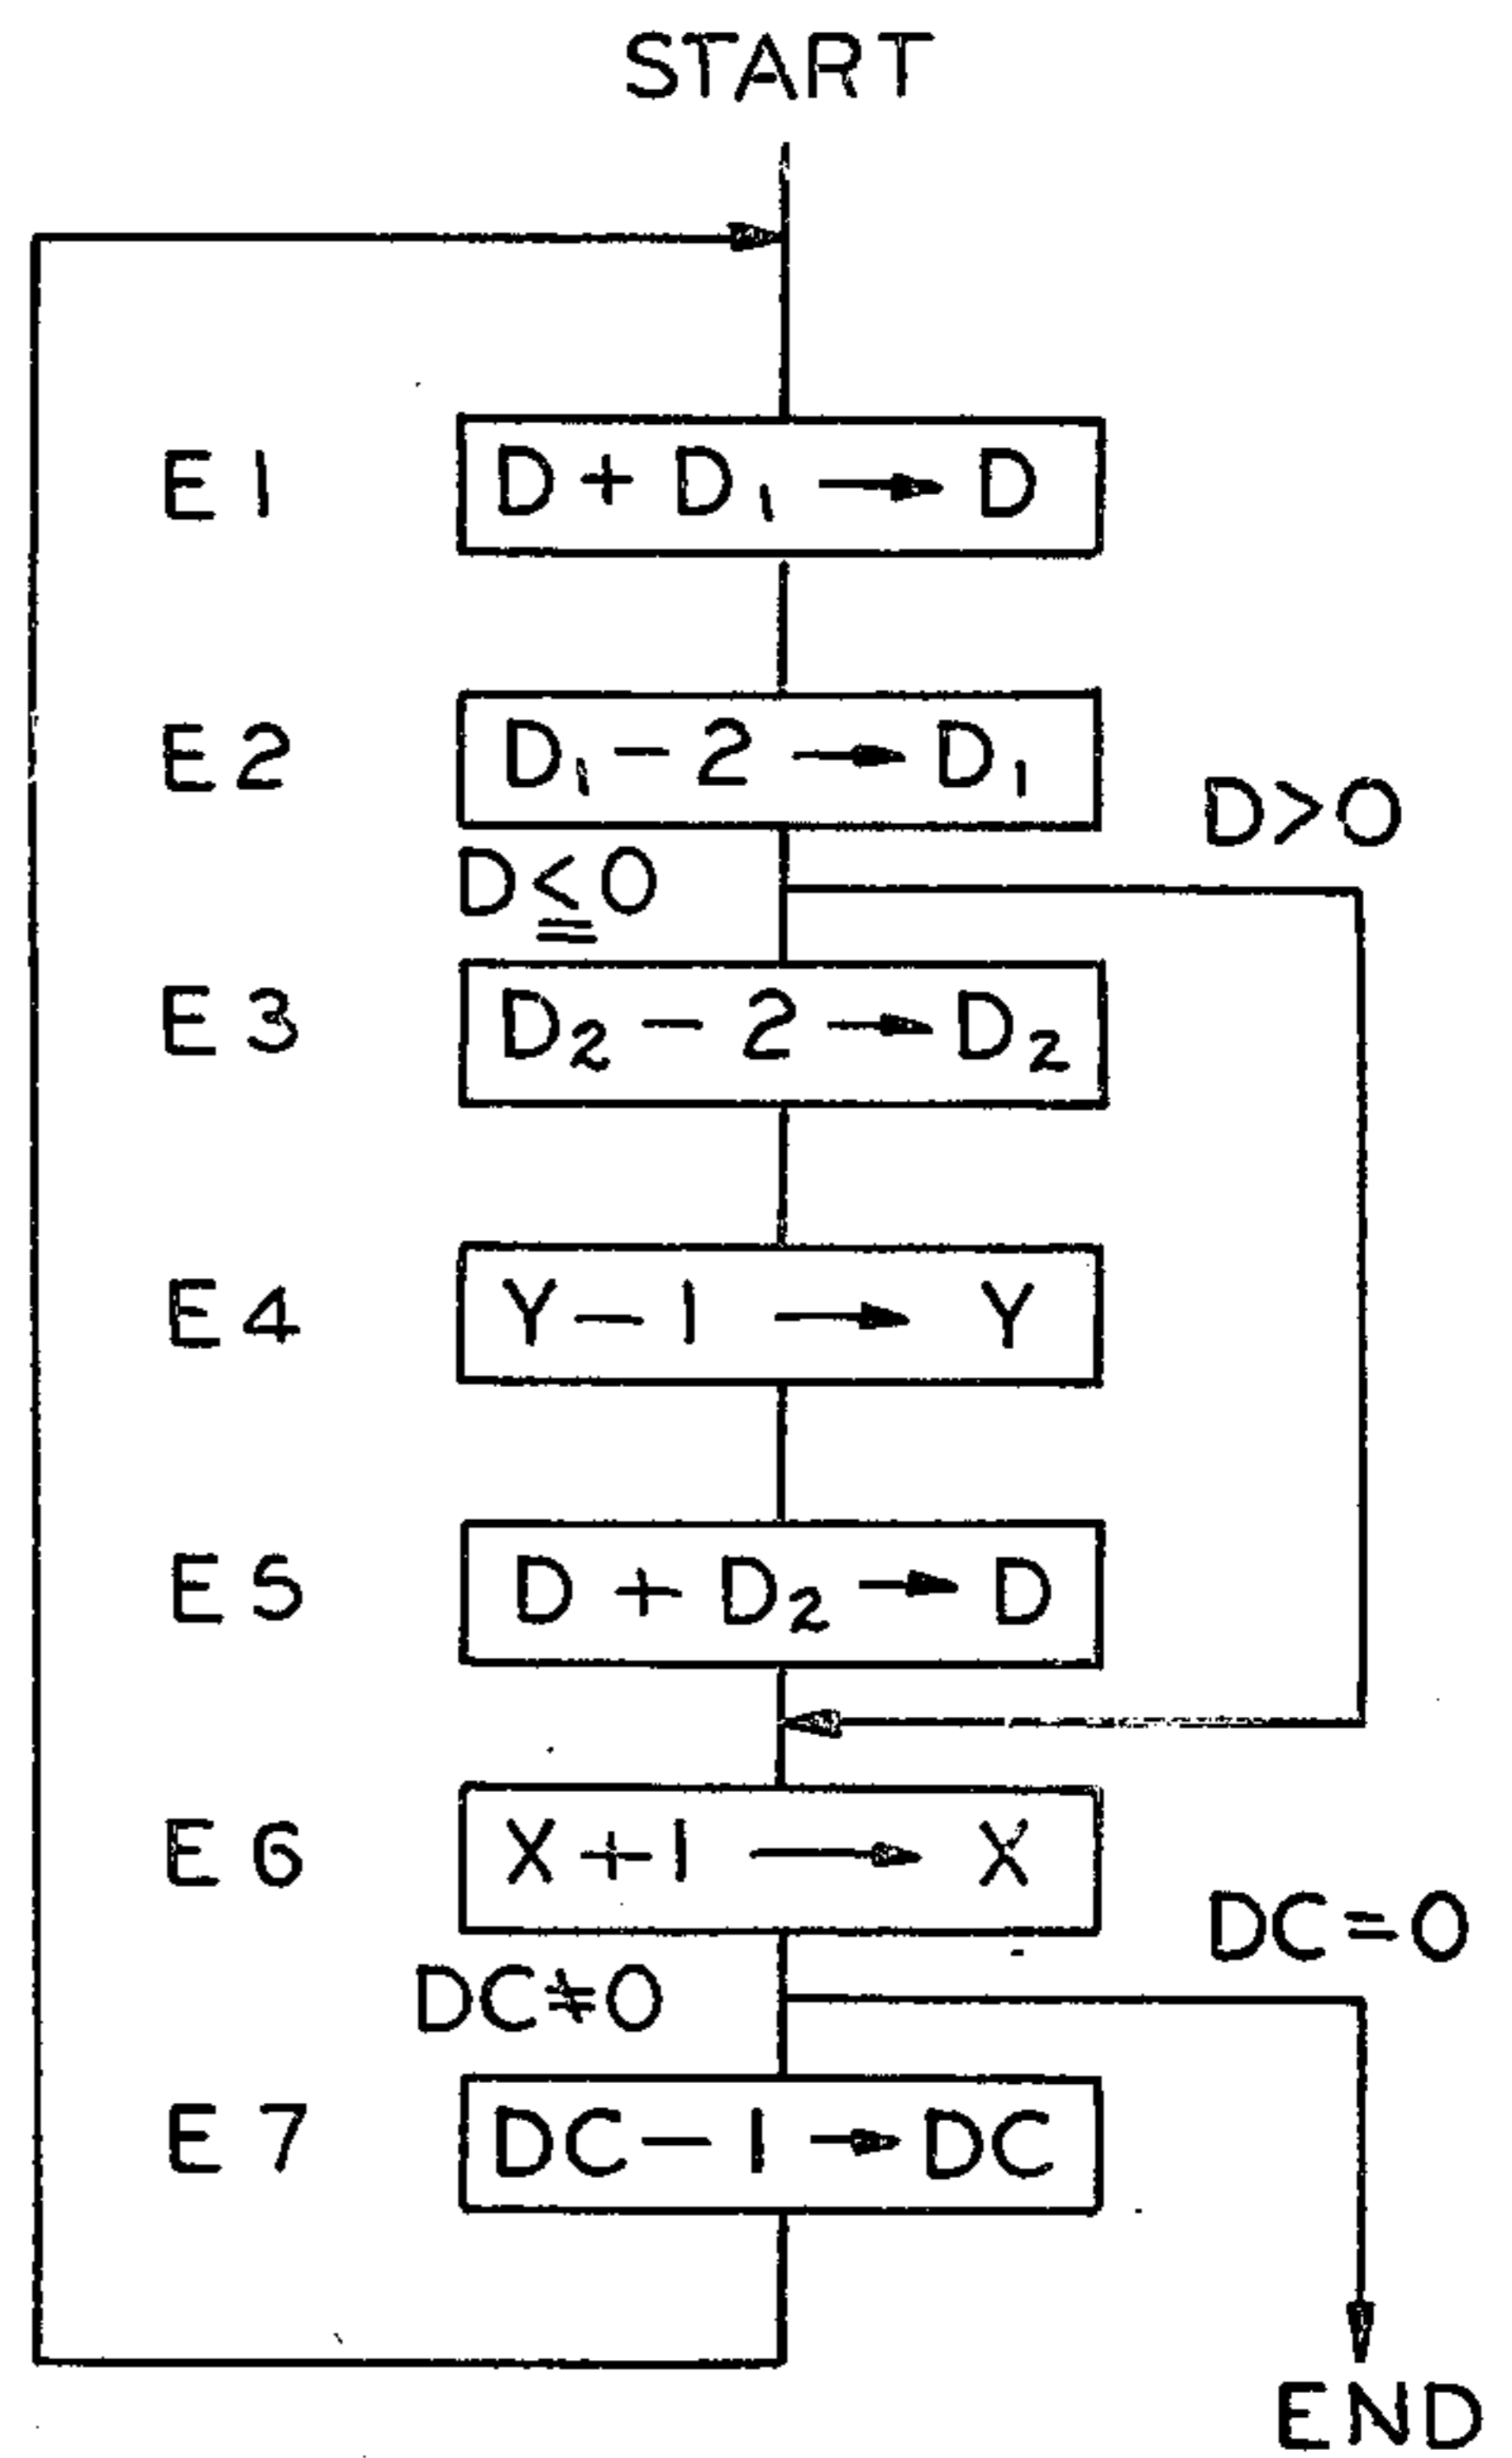 START
E1 D + D₁ → D
E2 D₁ - 2 → D₁
D>0
D≦0
E3 D₂ - 2 → D₂
E4 Y - 1 → Y
E5 D + D₂ → D
E6 X + 1 → X
DC=0
DC≠0
E7 DC - 1 → DC
END